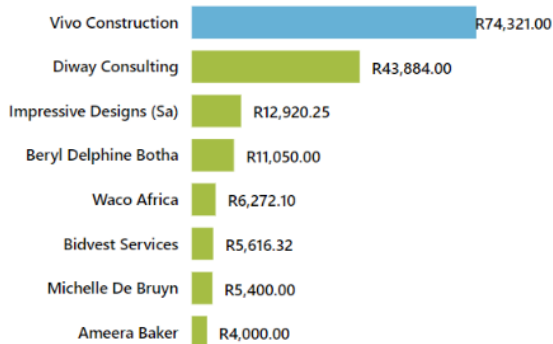 Vivo Construction R74,321.00
Diway Consulting R43,884.00
Impressive Designs (Sa) R12,920.25
Beryl Delphine Botha R11,050.00
Waco Africa R6,272.10
Bidvest Services R5,616.32
Michelle De Bruyn R5,400.00
Ameera Baker R4,000.00